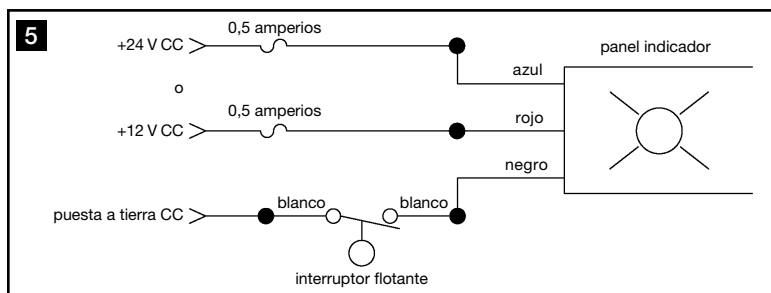 5
0,5 amperios
+24 V CC
panel indicador
azul
o
0,5 amperios
+12 V CC
rojo
negro
blanco
blanco
puesta a tierra CC
interruptor flotante